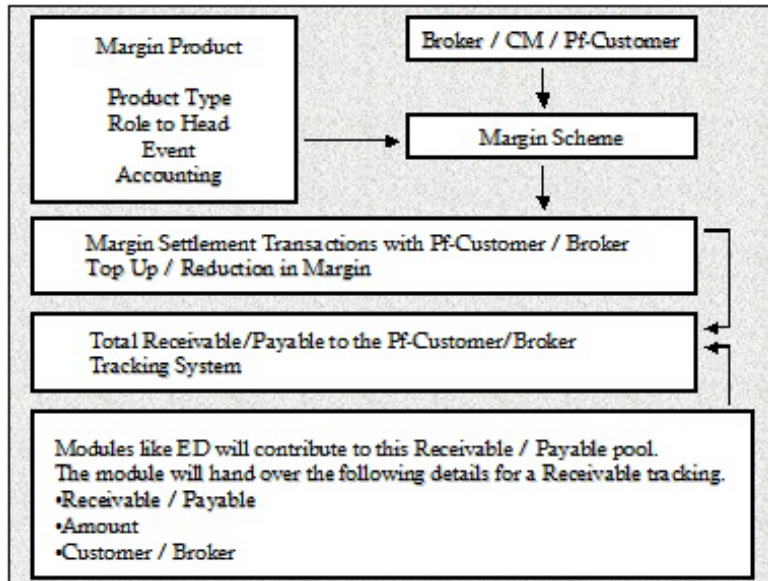 Margin Product
Product Type
Role to Head
Event
Accounting
Broker / CM / Pf-Customer
Margin Scheme
Margin Settlement Transactions with Pf-Customer / Broker
Top Up / Reduction in Margin
Total Receivable/Payable to the Pf-Customer/Broker
Tracking System
Modules like ED will contribute to this Receivable / Payable pool.
The module will hand over the following details for a Receivable tracking.
•Receivable / Payable
•Amount
•Customer / Broker